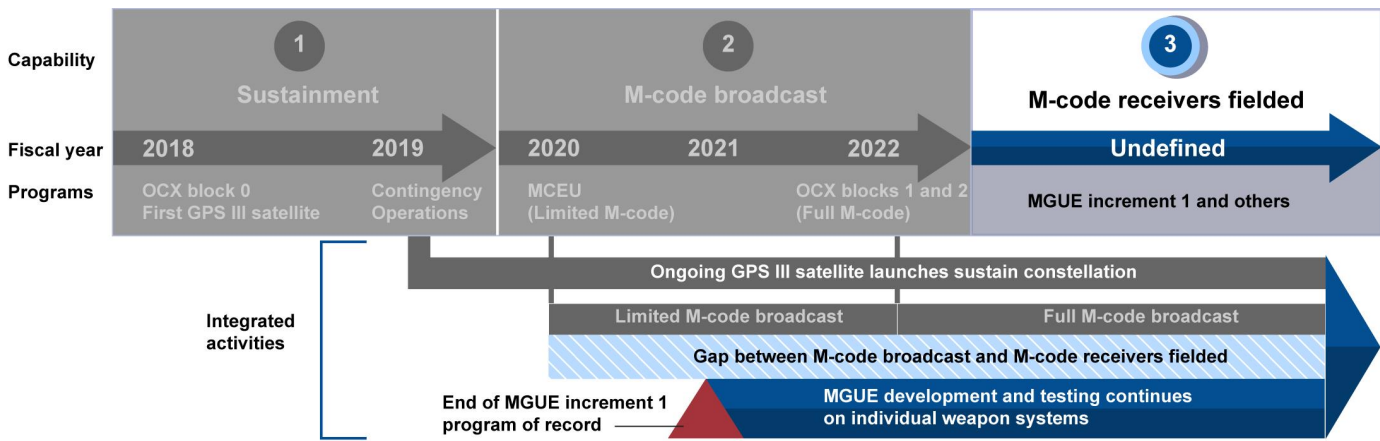 Capability
1
2
3
Sustainment
M-code broadcast
M-code receivers fielded
Fiscal year
2018
2019
2020
2021
2022
Undefined
Programs
OCX block 0
First GPS III satellite
Contingency
Operations
MCEU
(Limited M-code)
OCX blocks 1 and 2
(Full M-code)
MGUE increment 1 and others
Integrated
activities
Ongoing GPS III satellite launches sustain constellation
Limited M-code broadcast
Full M-code broadcast
Gap between M-code broadcast and M-code receivers fielded
End of MGUE increment 1
program of record
MGUE development and testing continues
on individual weapon systems